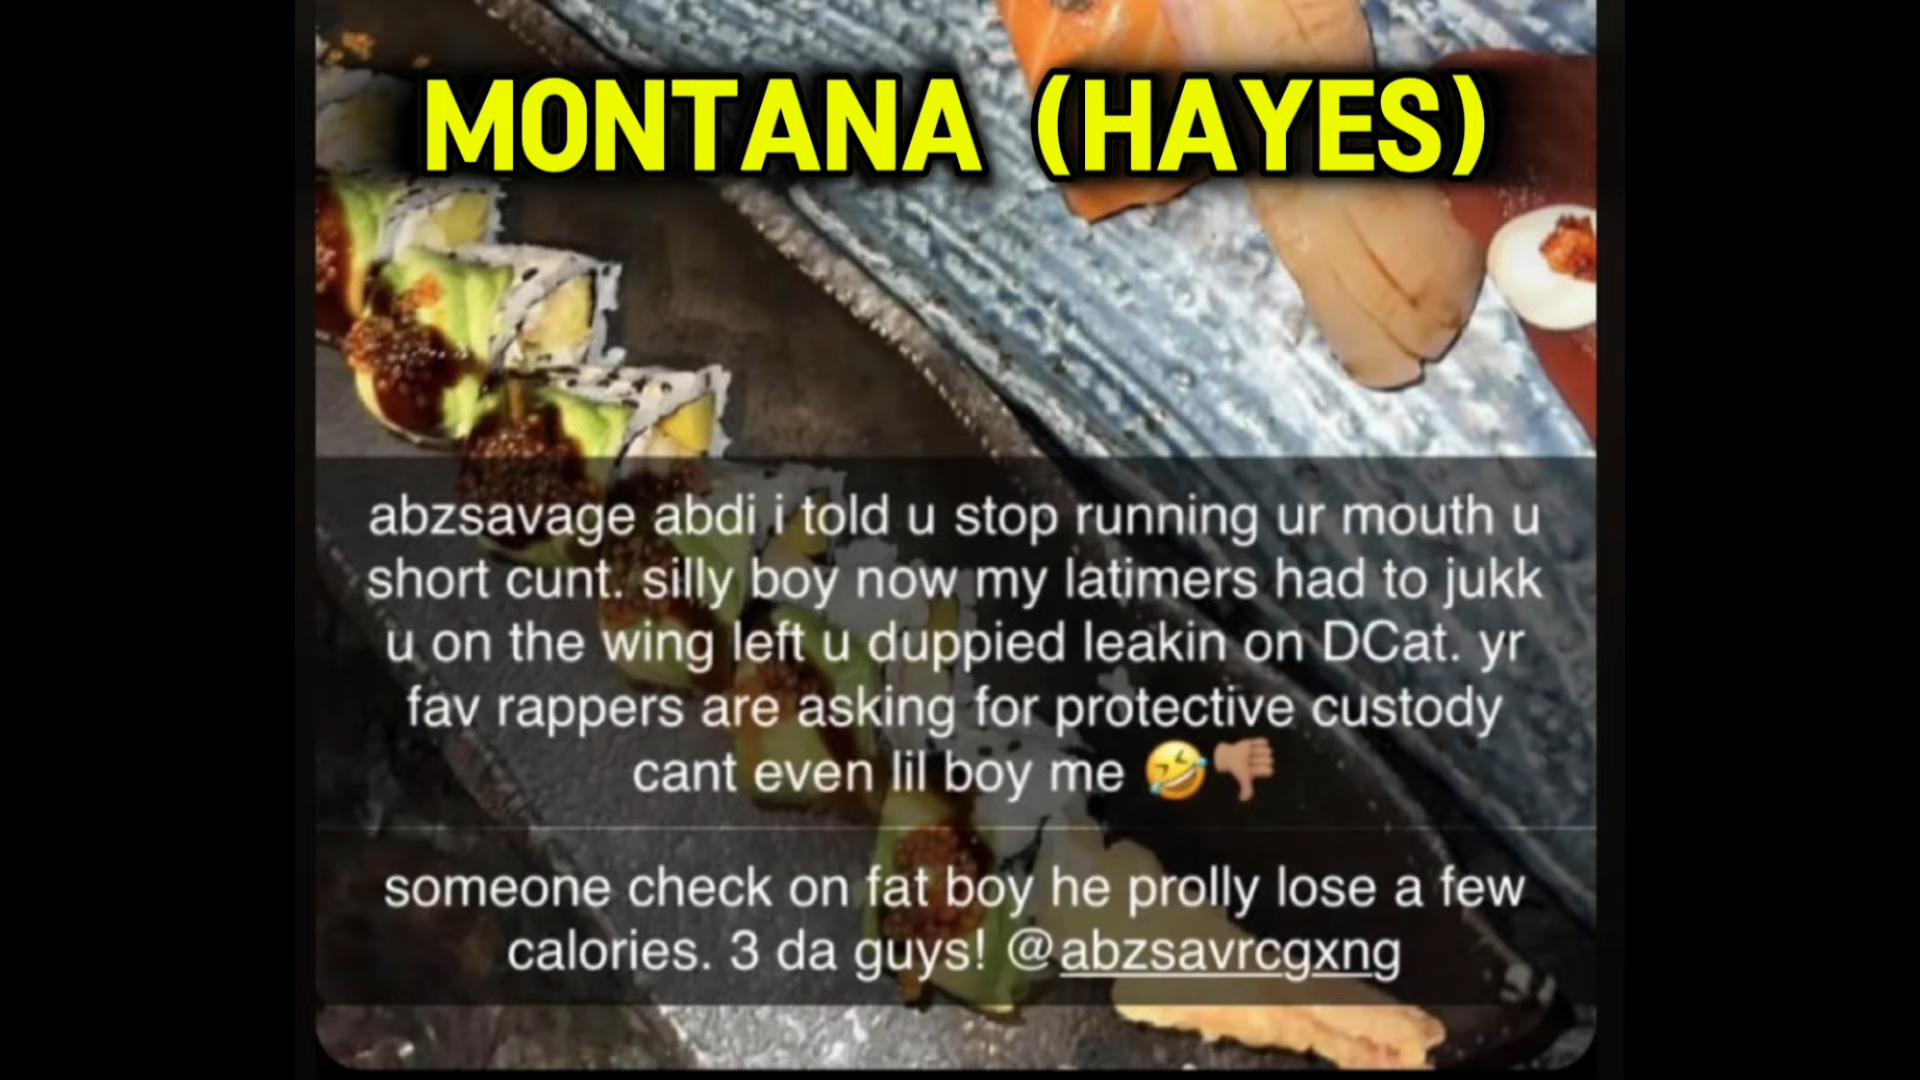 MONTANA (HAYES)
abzsavage abdi i told u stop running ur mouth u
short cunt. silly boy now my latimers had to jukk
u on the wing left u duppied leakin on DCat. yr
fav rappers are asking for protective custody
cant even lil boy me 🤣👎🏽
someone check on fat boy he prolly lose a few
calories. 3 da guys! @abzsavrcgxng